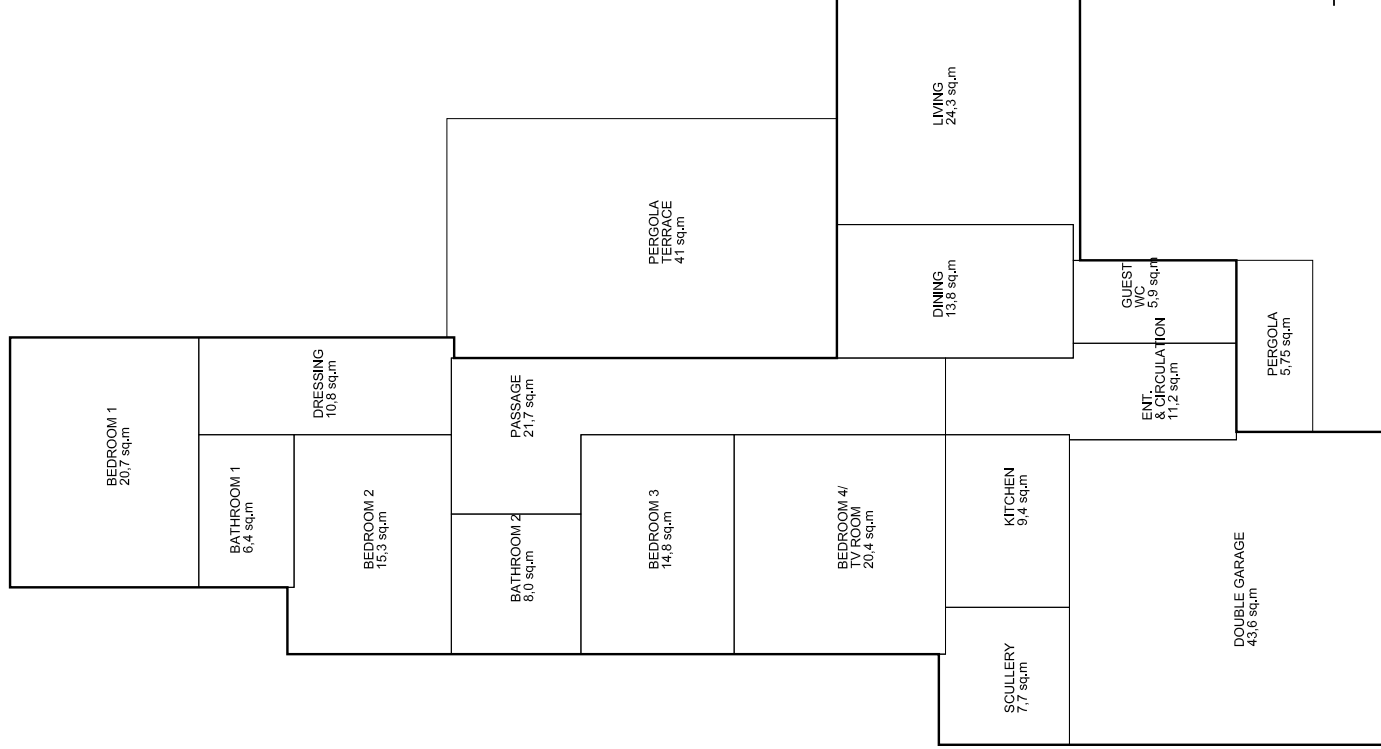 BEDROOM 1
20,7 sq.m
BATHROOM 1
6,4 sq.m
DRESSING
10,8 sq.m
BEDROOM 2
15,3 sq.m
PASSAGE
21,7 sq.m
BATHROOM 2
8,0 sq.m
BEDROOM 3
14,8 sq.m
PERGOLA
TERRACE
41 sq.m
BEDROOM 4/
TV ROOM
20,4 sq.m
LIVING
24,3 sq.m
DINING
13,8 sq.m
KITCHEN
9,4 sq.m
SCULLERY
7,7 sq.m
GUEST
WC
5,9 sq.m
ENT.
& CIRCULATION
11,2 sq.m
PERGOLA
5,75 sq.m
DOUBLE GARAGE
43,6 sq.m